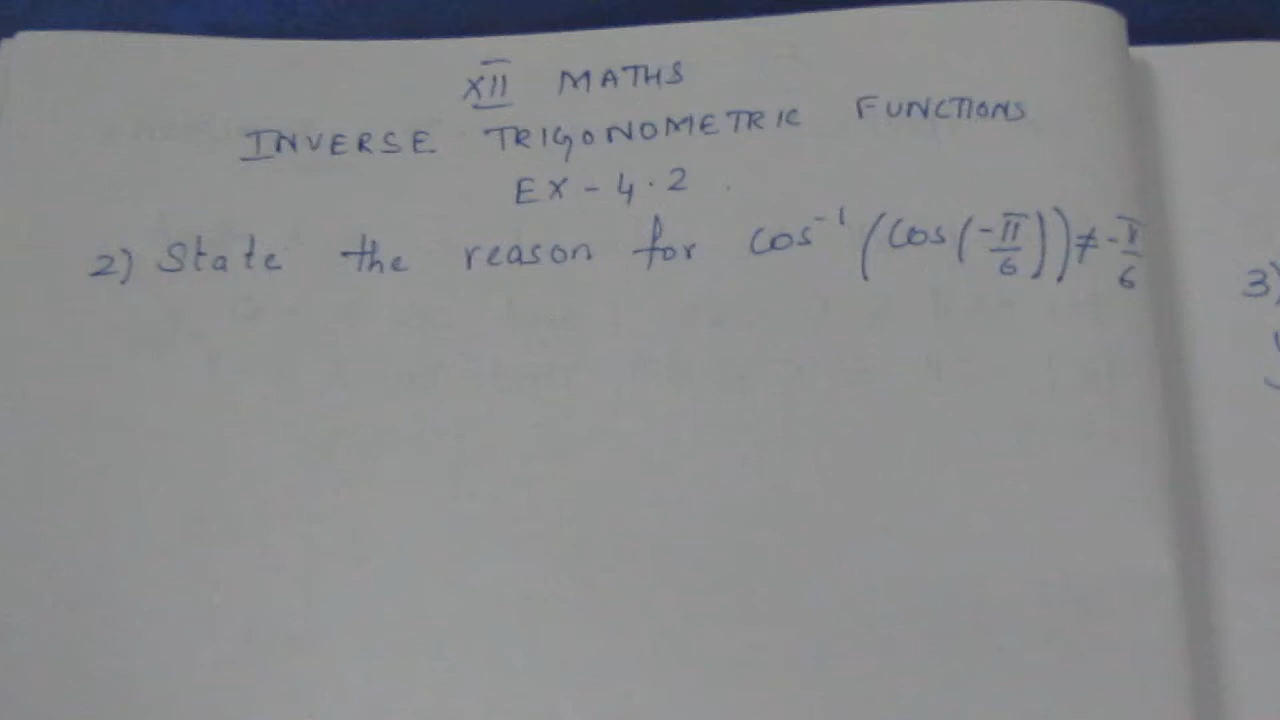 XII MATHS
INVERSE TRIGONOMETRIC FUNCTIONS
EX - 4.2
2) State the reason for cos⁻¹(cos(-π/6)) ≠ -π/6
3)